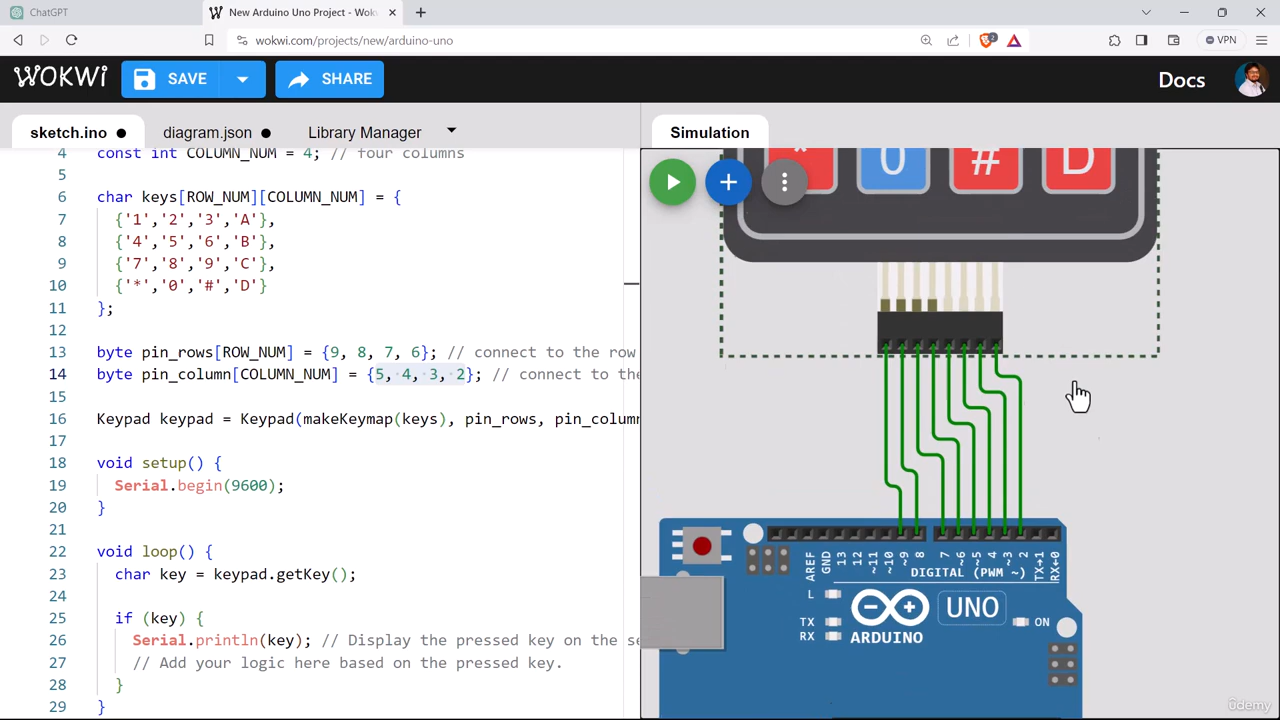 ChatGPT
New Arduino Uno Project - Wokwi
wokwi.com/projects/new/arduino-uno
2
VPN
WOKWi
SAVE
SHARE
Docs
sketch.ino
diagram.json
Library Manager
Simulation
4 const int COLUMN_NUM = 4; // four columns
5
6 char keys[ROW_NUM][COLUMN_NUM] = {
7 {'1','2','3','A'},
8 {'4','5','6','B'},
9 {'7','8','9','C'},
10 {'*','0','#','D'}
11 };
12
13 byte pin_rows[ROW_NUM] = {9, 8, 7, 6}; // connect to the row
14 byte pin_column[COLUMN_NUM] = {5, 4, 3, 2}; // connect to the
15
16 Keypad keypad = Keypad(makeKeymap(keys), pin_rows, pin_column
17
18 void setup() {
19 Serial.begin(9600);
20 }
21
22 void loop() {
23 char key = keypad.getKey();
24
25 if (key) {
26 Serial.println(key); // Display the pressed key on the se
27 // Add your logic here based on the pressed key.
28 }
29 }
* 0 # D
AREF GND 13 12 ~11 ~10 ~9 8 7 ~6 ~5 4 ~3 2 TX→1 RX←0
DIGITAL (PWM ~)
L
TX
RX
UNO
ARDUINO
ON
ûdemy